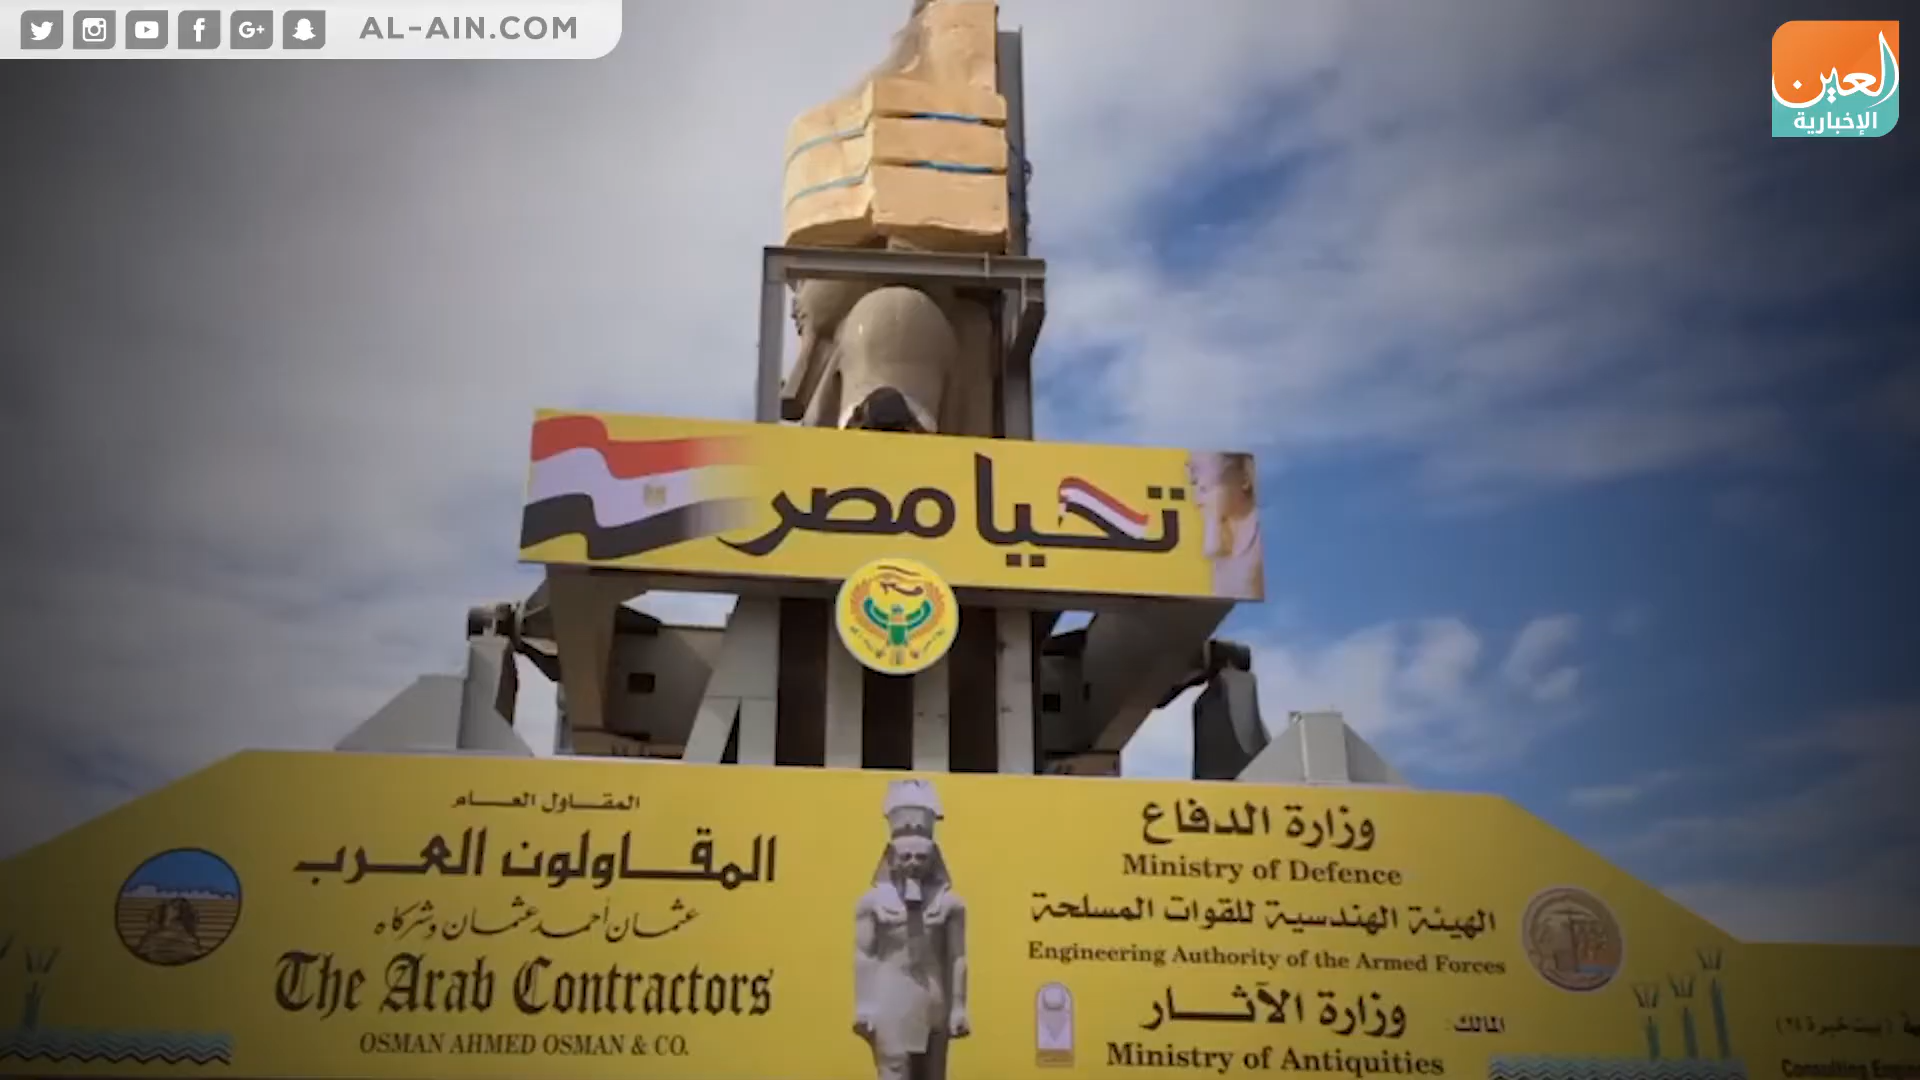 AL-AIN.COM
العين
الإخبارية
تحيا مصر
المقاول العام
المقاولون العرب
عثمان أحمد عثمان وشركاه
The Arab Contractors
OSMAN AHMED OSMAN & CO.
وزارة الدفاع
Ministry of Defence
الهيئة الهندسية للقوات المسلحة
Engineering Authority of the Armed Forces
المالك: وزارة الآثار
Ministry of Antiquities
Consulting